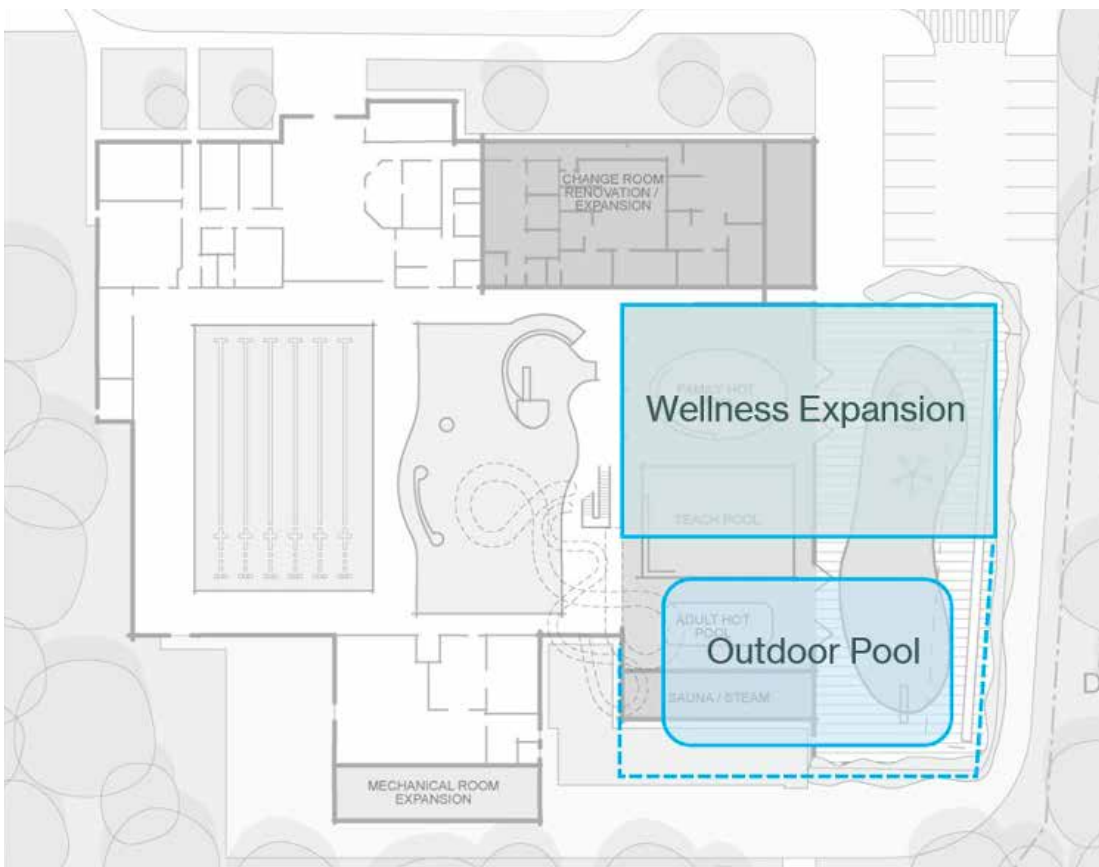 CHANGE ROOM
RENOVATION /
EXPANSION
FAMILY HOT
Wellness Expansion
TEACH POOL
ADULT HOT
POOL
Outdoor Pool
SAUNA / STEAM
D
MECHANICAL ROOM
EXPANSION